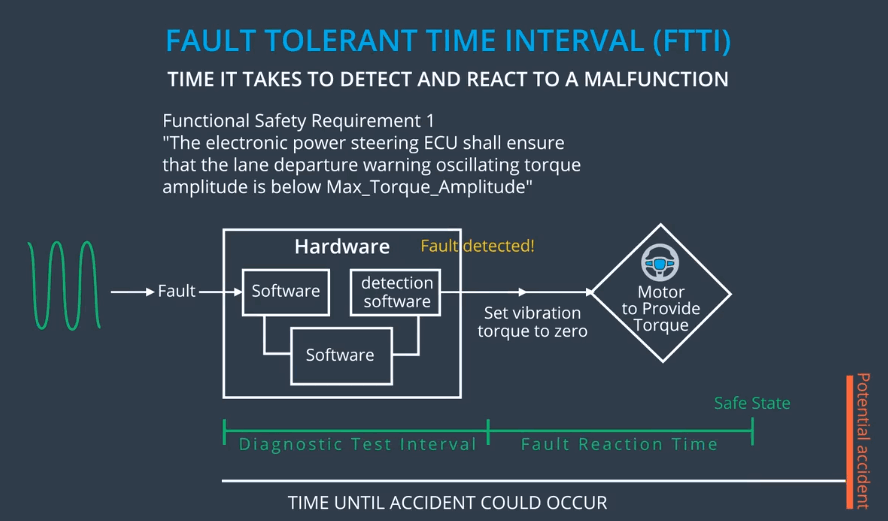 FAULT TOLERANT TIME INTERVAL (FTTI)
TIME IT TAKES TO DETECT AND REACT TO A MALFUNCTION
Functional Safety Requirement 1
"The electronic power steering ECU shall ensure
that the lane departure warning oscillating torque
amplitude is below Max_Torque_Amplitude"
Hardware
Fault detected!
Fault
Software
detection
software
Software
Set vibration
torque to zero
Motor
to Provide
Torque
Safe State
Diagnostic Test Interval
Fault Reaction Time
Potential accident
TIME UNTIL ACCIDENT COULD OCCUR